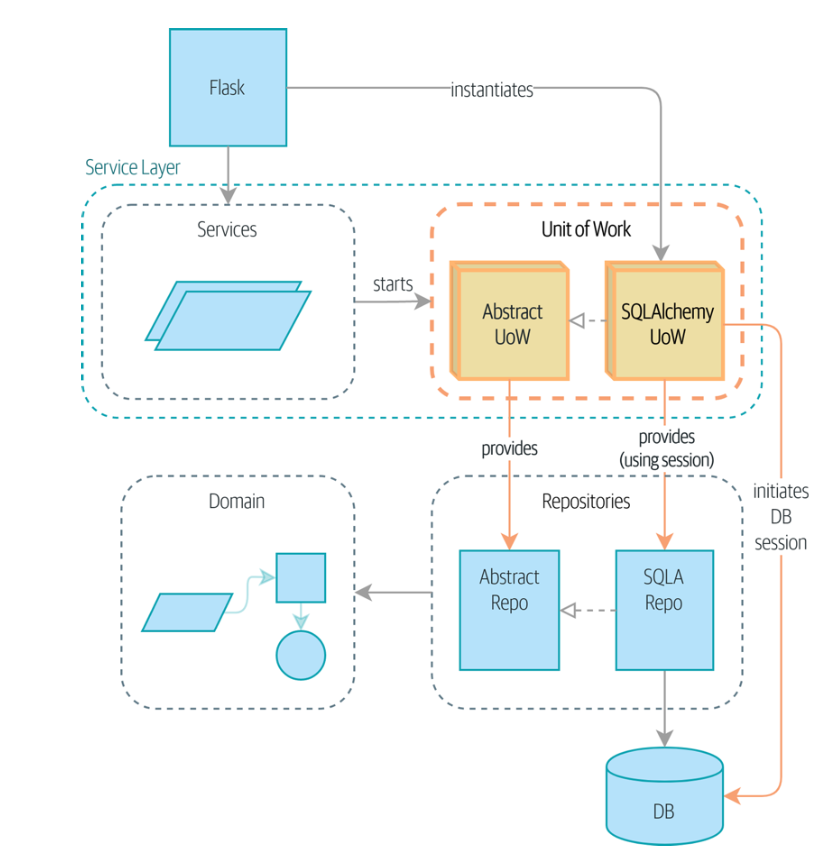 Flask
instantiates
Service Layer
Services
Unit of Work
starts
Abstract
UoW
SQLAlchemy
UoW
provides
provides
(using session)
initiates
DB
session
Domain
Repositories
Abstract
Repo
SQLA
Repo
DB